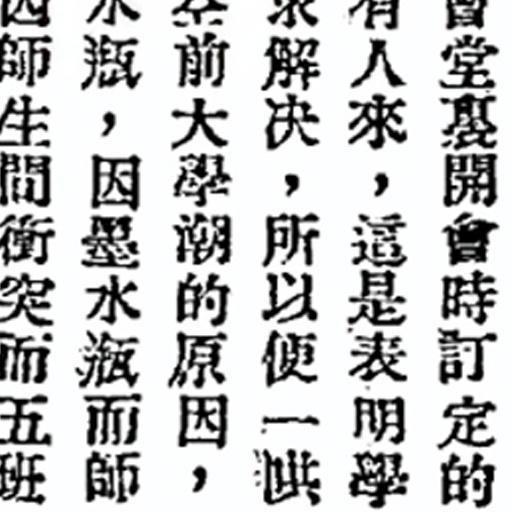 會堂裏開會時訂定的
有人來，這是表明學
求解决，所以便一哄
空前大學潮的原因，
水瓶，因墨水瓶而師
因師生間衝突而五班